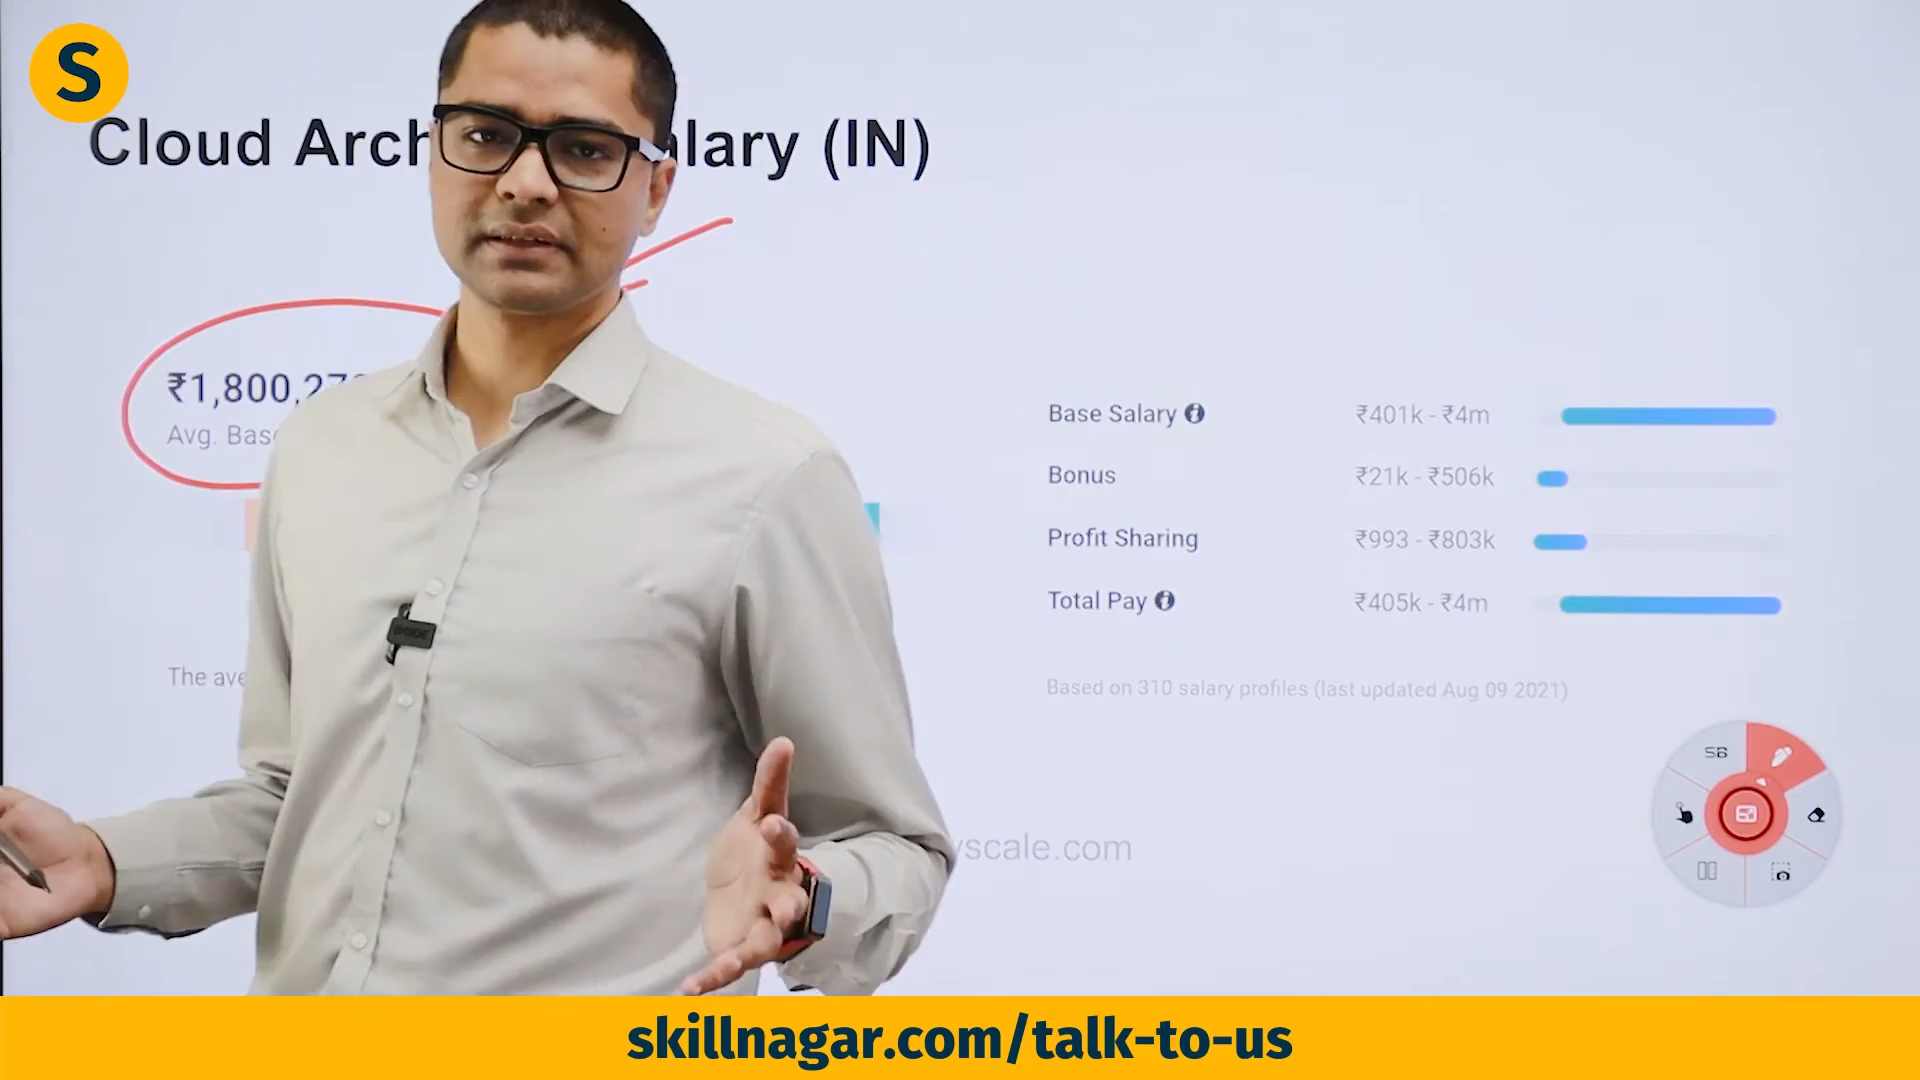 S
Cloud Arch lary (IN)
₹1,800,27
Avg. Bas
Base Salary ₹401k - ₹4m
Bonus ₹21k - ₹506k
Profit Sharing ₹993 - ₹803k
Total Pay ₹405k - ₹4m
The ave
Based on 310 salary profiles (last updated Aug 09 2021)
yscale.com
skillnagar.com/talk-to-us